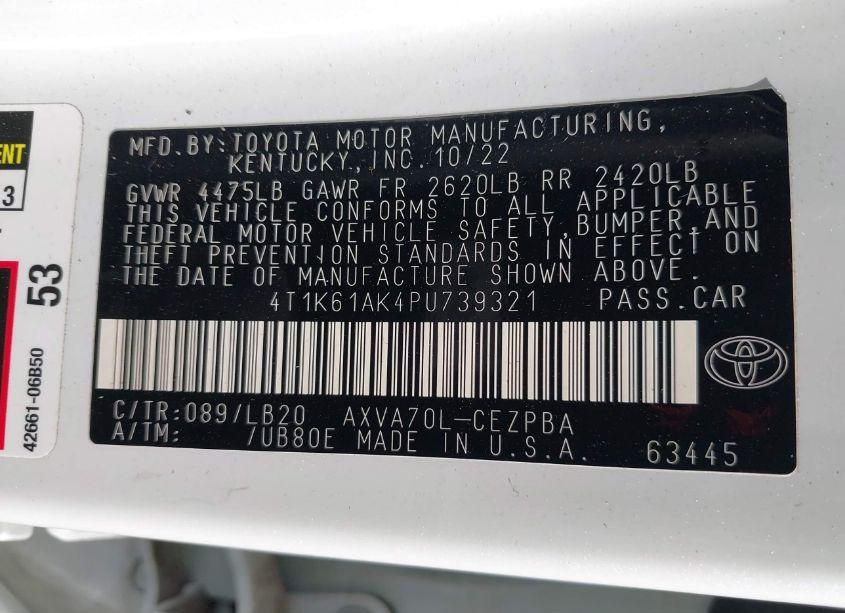 MFD.BY:TOYOTA MOTOR MANUFACTURING,
KENTUCKY,INC.10/22
GVWR 4475LB GAWR FR 2620LB RR 2420LB
THIS VEHICLE CONFORMS TO ALL APPLICABLE
FEDERAL MOTOR VEHICLE SAFETY,BUMPER,AND
THEFT PREVENTION STANDARDS IN EFFECT ON
THE DATE OF MANUFACTURE SHOWN ABOVE.
4T1K61AK4PU739321 PASS.CAR
C/TR:089/LB20 AXVA70L-CEZPBA
A/TM: /UB80E MADE IN U.S.A.
63445
53
42661-06B50